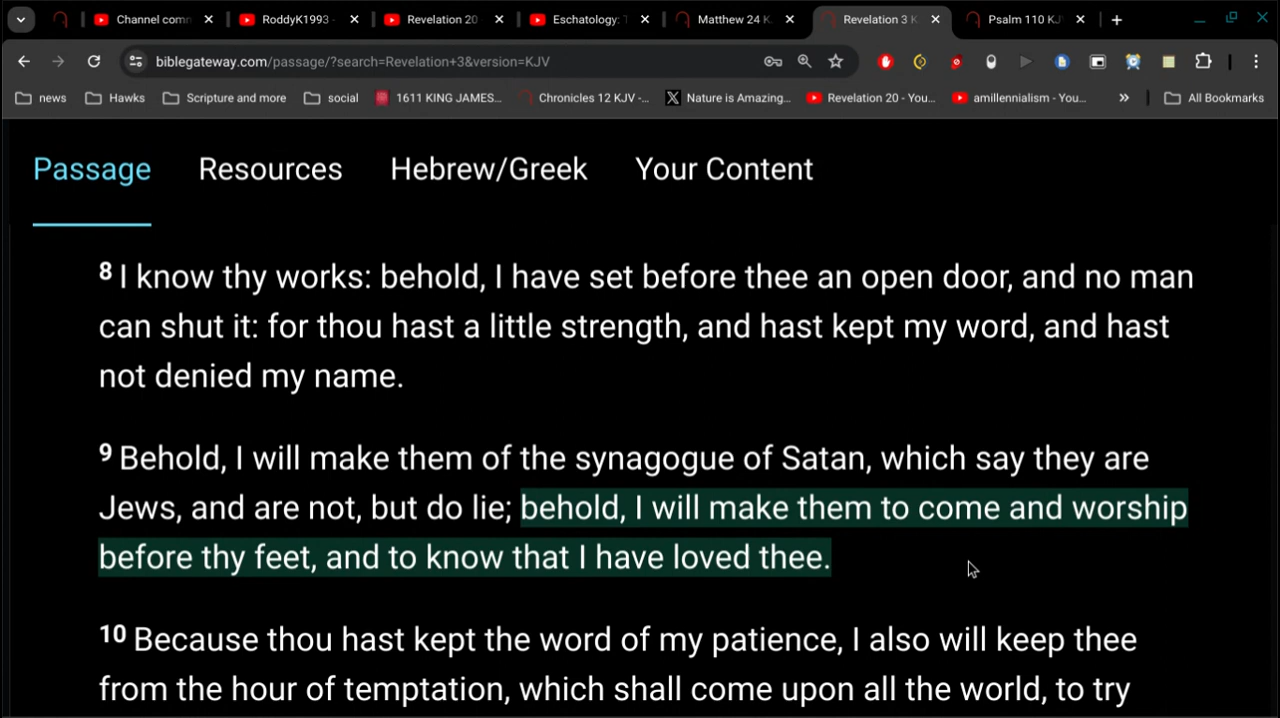 Channel comm
RoddyK1993 -
Revelation 20 -
Eschatology: T
Matthew 24 K
Revelation 3 K
Psalm 110 KJ
biblegateway.com/passage/?search=Revelation+3&version=KJV
news
Hawks
Scripture and more
social
1611 KING JAMES...
Chronicles 12 KJV -...
Nature is Amazing...
Revelation 20 - You...
amillennialism - You...
All Bookmarks
Passage
Resources
Hebrew/Greek
Your Content
8 I know thy works: behold, I have set before thee an open door, and no man
can shut it: for thou hast a little strength, and hast kept my word, and hast
not denied my name.
9 Behold, I will make them of the synagogue of Satan, which say they are
Jews, and are not, but do lie; behold, I will make them to come and worship
before thy feet, and to know that I have loved thee.
10 Because thou hast kept the word of my patience, I also will keep thee
from the hour of temptation, which shall come upon all the world, to try